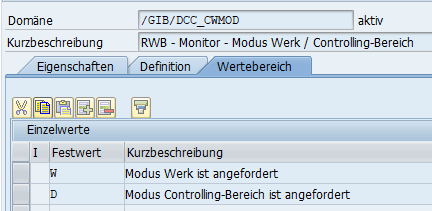 Domäne /GIB/DCC_CWMOD aktiv
Kurzbeschreibung RWB - Monitor - Modus Werk / Controlling-Bereich
Eigenschaften Definition Wertebereich
Einzelwerte
I Festwert Kurzbeschreibung
W Modus Werk ist angefordert
D Modus Controlling-Bereich ist angefordert